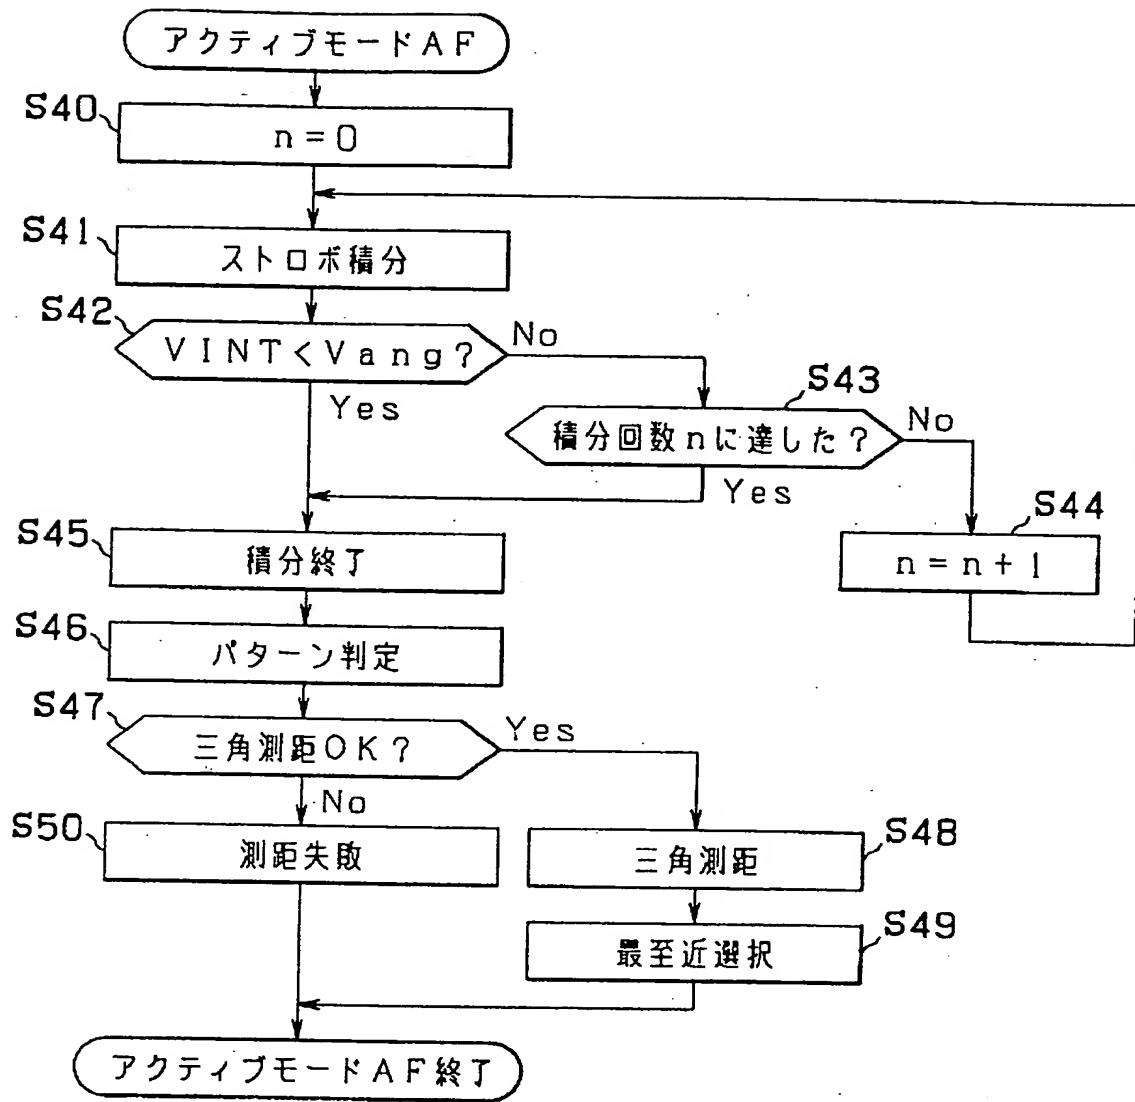 アクティブモードAF
S40
n=0
S41
ストロボ積分
S42
VINT<Vang?
No
Yes
S43
積分回数nに達した?
No
Yes
S44
n=n+1
S45
積分終了
S46
パターン判定
S47
三角測距OK?
Yes
No
S50
測距失敗
S48
三角測距
S49
最至近選択
アクティブモードAF終了